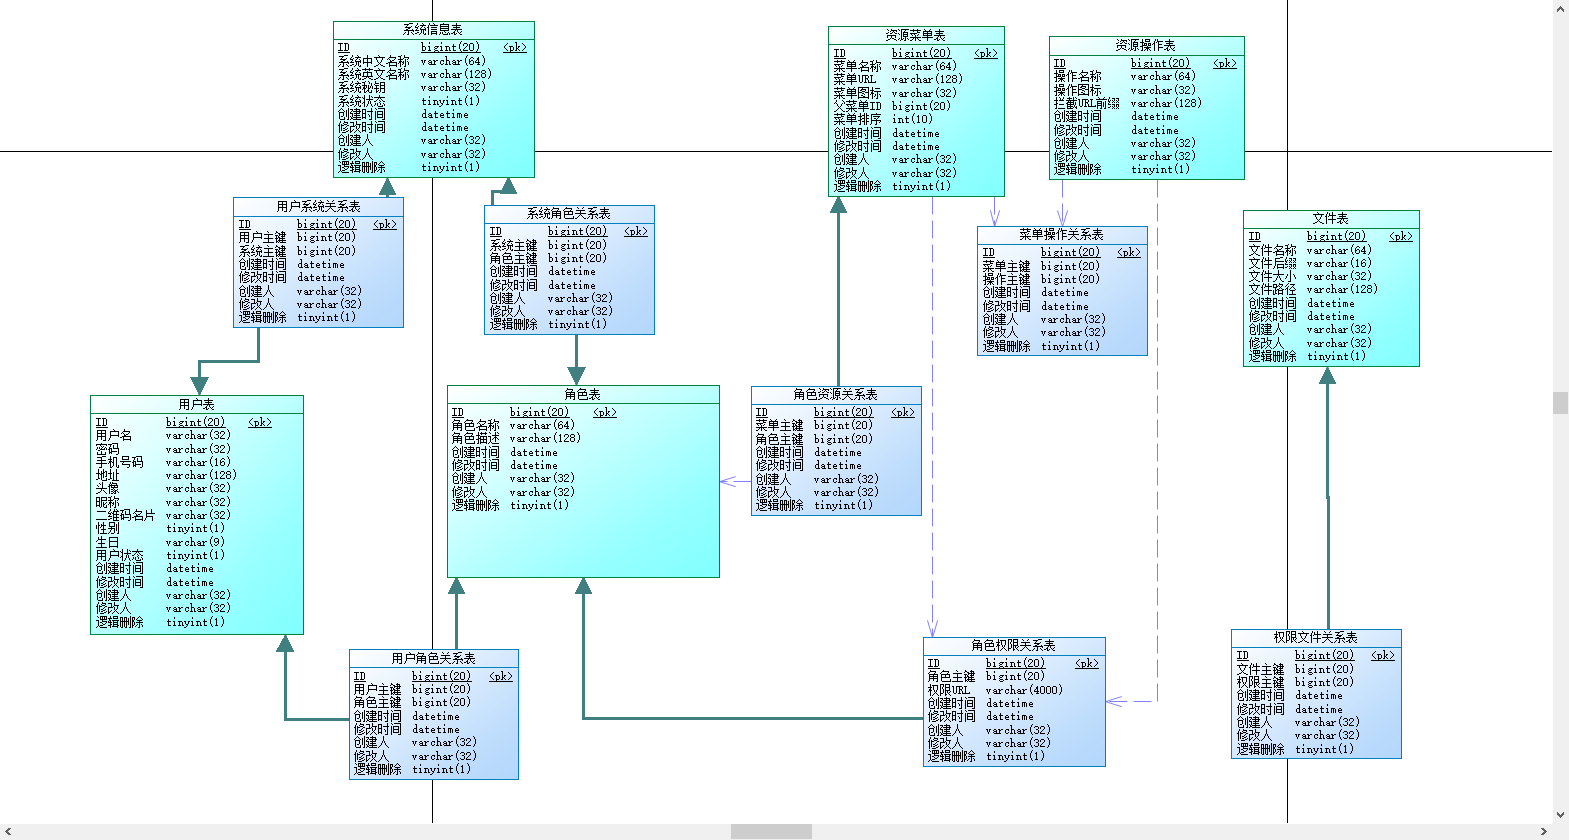 系统信息表
ID bigint(20) <pk>
系统中文名称 varchar(64)
系统英文名称 varchar(128)
系统秘钥 varchar(32)
系统状态 tinyint(1)
创建时间 datetime
修改时间 datetime
创建人 varchar(32)
修改人 varchar(32)
逻辑删除 tinyint(1)
资源菜单表
ID bigint(20) <pk>
菜单名称 varchar(64)
菜单URL varchar(128)
菜单图标 varchar(32)
父菜单ID bigint(20)
菜单排序 int(10)
创建时间 datetime
修改时间 datetime
创建人 varchar(32)
修改人 varchar(32)
逻辑删除 tinyint(1)
资源操作表
ID bigint(20) <pk>
操作名称 varchar(64)
操作图标 varchar(32)
拦截URL前缀 varchar(128)
创建时间 datetime
修改时间 datetime
创建人 varchar(32)
修改人 varchar(32)
逻辑删除 tinyint(1)
用户系统关系表
ID bigint(20) <pk>
用户主键 bigint(20)
系统主键 bigint(20)
创建时间 datetime
修改时间 datetime
创建人 varchar(32)
修改人 varchar(32)
逻辑删除 tinyint(1)
系统角色关系表
ID bigint(20) <pk>
系统主键 bigint(20)
角色主键 bigint(20)
创建时间 datetime
修改时间 datetime
创建人 varchar(32)
修改人 varchar(32)
逻辑删除 tinyint(1)
菜单操作关系表
ID bigint(20) <pk>
菜单主键 bigint(20)
操作主键 bigint(20)
创建时间 datetime
修改时间 datetime
创建人 varchar(32)
修改人 varchar(32)
逻辑删除 tinyint(1)
文件表
ID bigint(20) <pk>
文件名称 varchar(64)
文件后缀 varchar(16)
文件大小 varchar(32)
文件路径 varchar(128)
创建时间 datetime
修改时间 datetime
创建人 varchar(32)
修改人 varchar(32)
逻辑删除 tinyint(1)
用户表
ID bigint(20) <pk>
用户名 varchar(32)
密码 varchar(32)
手机号码 varchar(16)
地址 varchar(128)
头像 varchar(32)
昵称 varchar(32)
二维码名片 varchar(32)
性别 tinyint(1)
生日 varchar(9)
用户状态 tinyint(1)
创建时间 datetime
修改时间 datetime
创建人 varchar(32)
修改人 varchar(32)
逻辑删除 tinyint(1)
角色表
ID bigint(20) <pk>
角色名称 varchar(64)
角色描述 varchar(128)
创建时间 datetime
修改时间 datetime
创建人 varchar(32)
修改人 varchar(32)
逻辑删除 tinyint(1)
角色资源关系表
ID bigint(20) <pk>
菜单主键 bigint(20)
角色主键 bigint(20)
创建时间 datetime
修改时间 datetime
创建人 varchar(32)
修改人 varchar(32)
逻辑删除 tinyint(1)
用户角色关系表
ID bigint(20) <pk>
用户主键 bigint(20)
角色主键 bigint(20)
创建时间 datetime
修改时间 datetime
创建人 varchar(32)
修改人 varchar(32)
逻辑删除 tinyint(1)
角色权限关系表
ID bigint(20) <pk>
角色主键 bigint(20)
权限URL varchar(4000)
创建时间 datetime
修改时间 datetime
创建人 varchar(32)
修改人 varchar(32)
逻辑删除 tinyint(1)
权限文件关系表
ID bigint(20) <pk>
文件主键 bigint(20)
权限主键 bigint(20)
创建时间 datetime
修改时间 datetime
创建人 varchar(32)
修改人 varchar(32)
逻辑删除 tinyint(1)